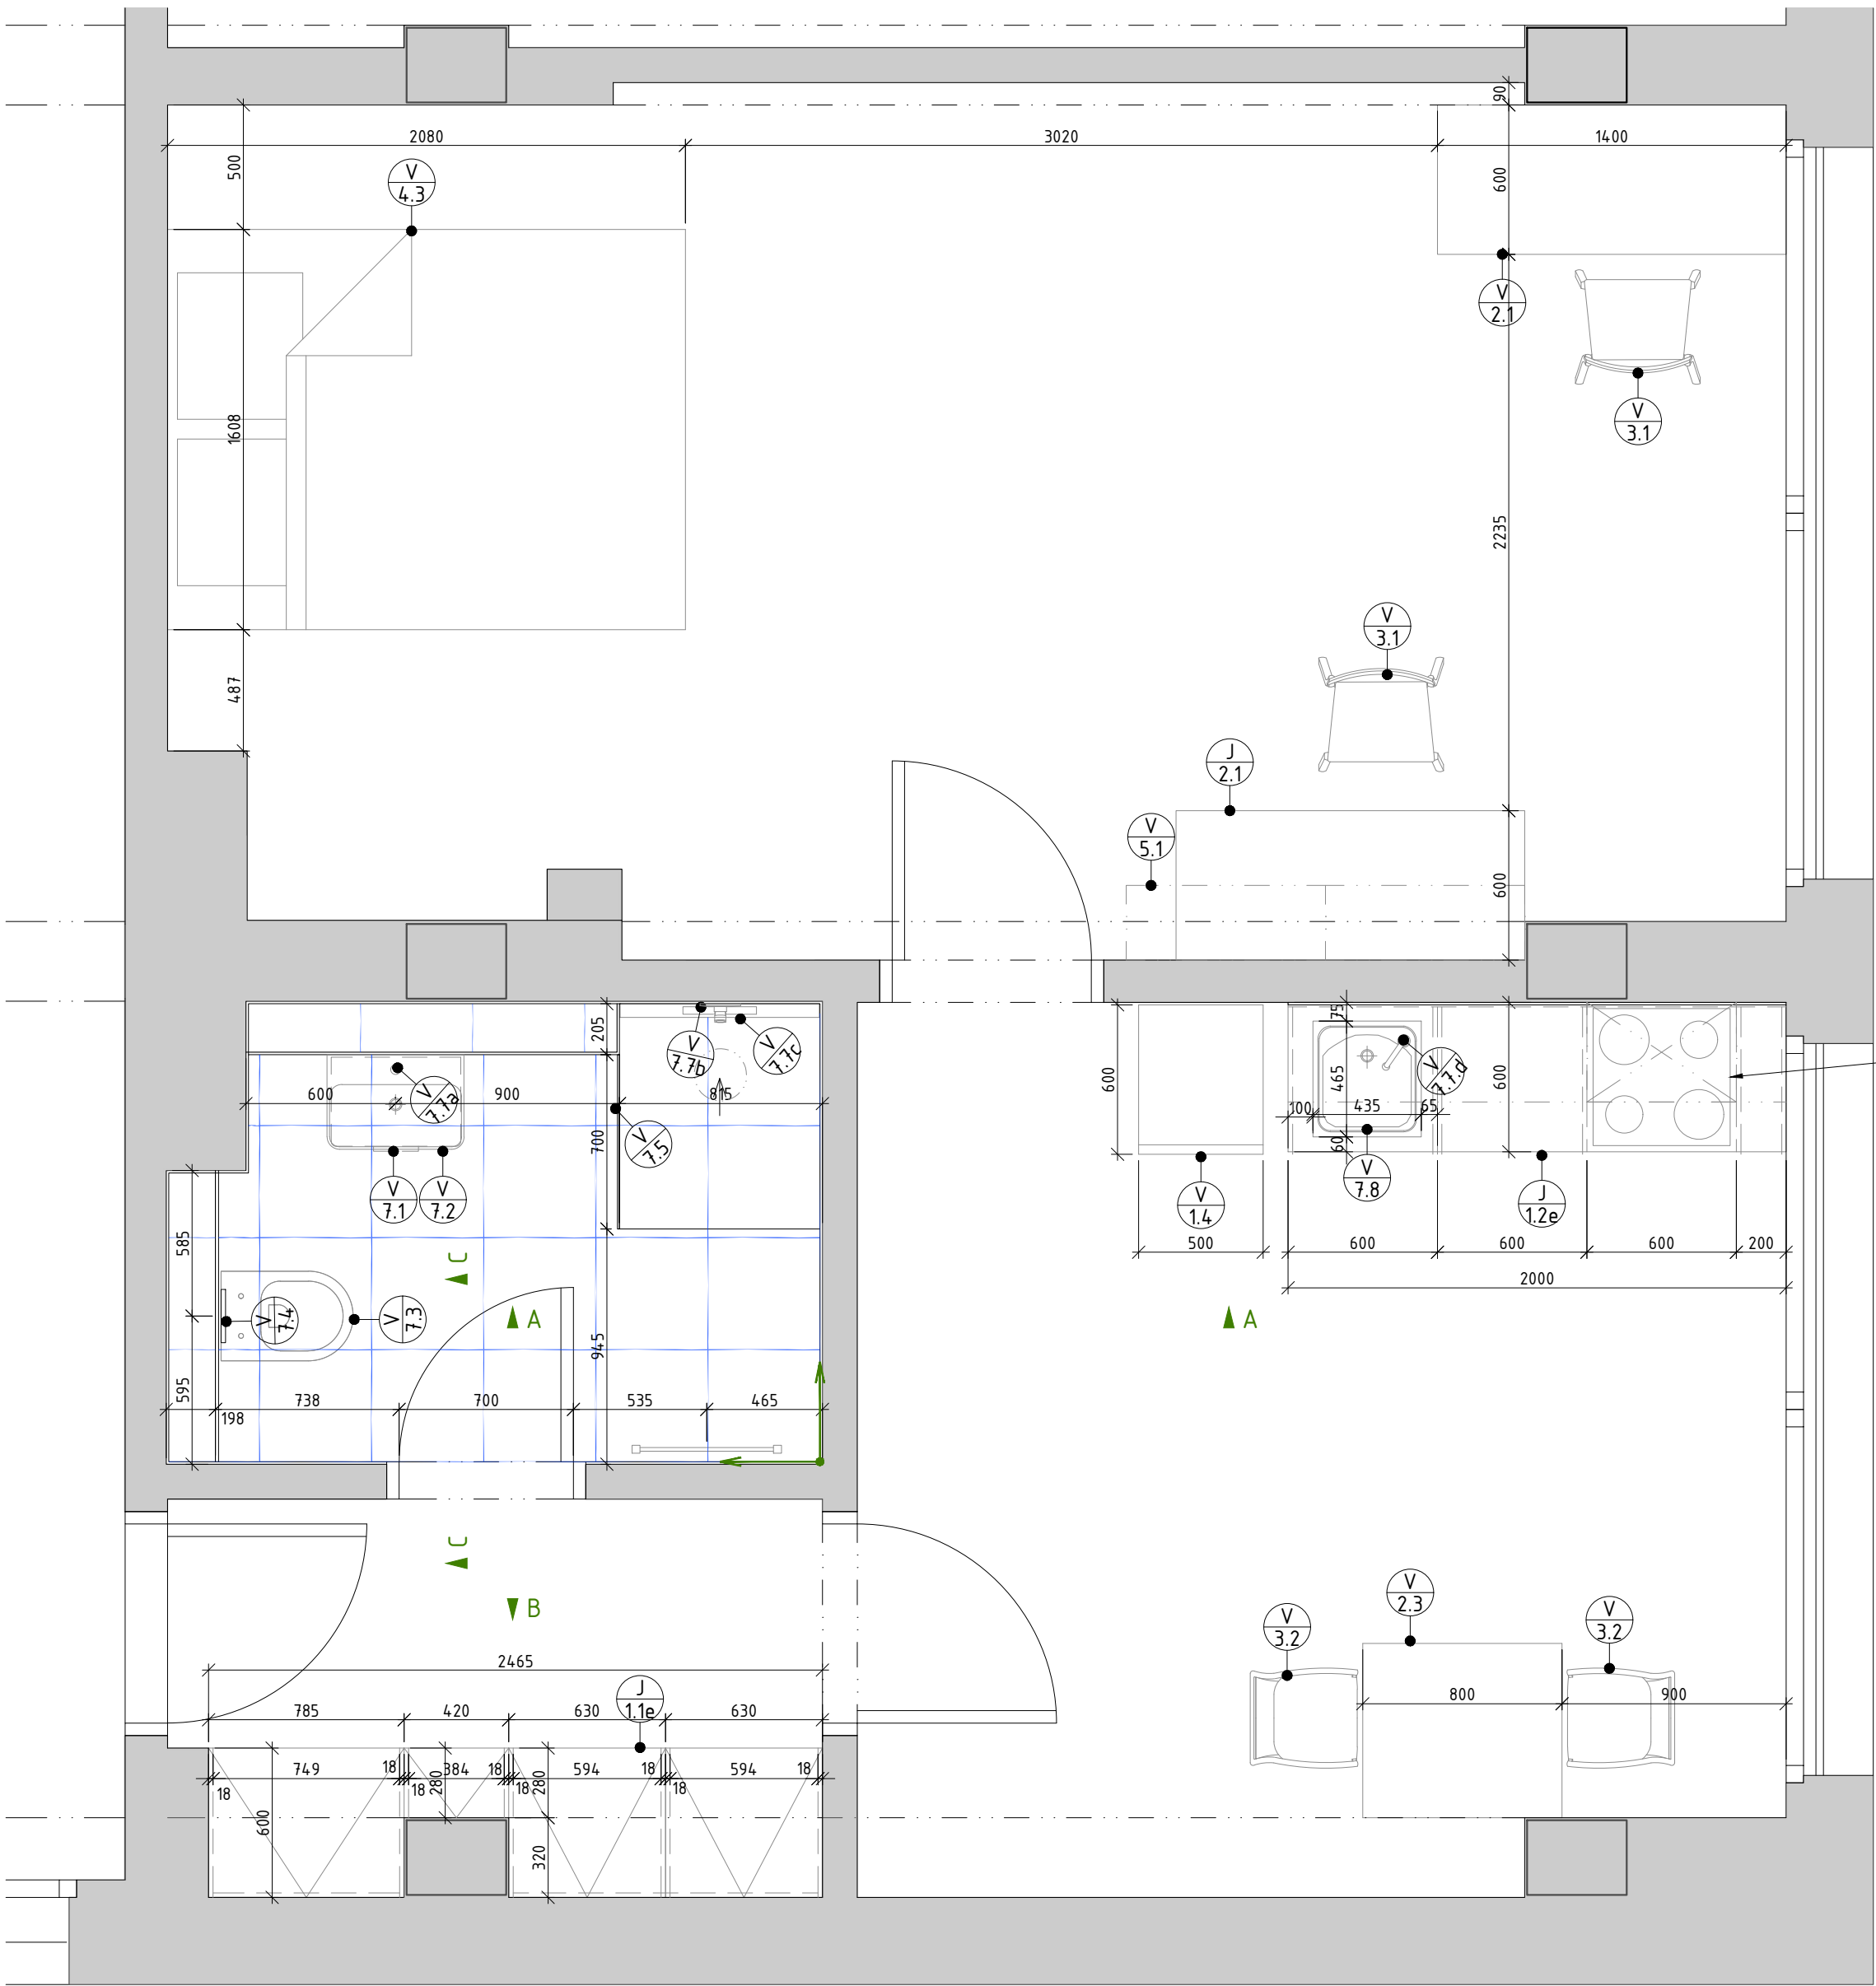 90
2080
3020
1400
500
600
V
4.3
V
2.1
V
3.1
1608
2235
V
3.1
487
J
2.1
V
5.1
600
205
V
7.7b
V
7.7c
75
V
7.7d
600
465
600
600
V
7.7a
900
815
100
435
65
700
V
7.5
60
V
7.8
V
7.1
V
7.2
V
1.4
J
1.2e
585
C
500
600
600
600
200
2000
V
7.4
V
7.3
A
A
945
595
738
700
535
465
198
C
B
V
2.3
V
3.2
V
3.2
2465
J
1.1e
785
420
630
630
800
900
749
18
384
18
594
18
594
18
18
18
280
18
280
18
600
320